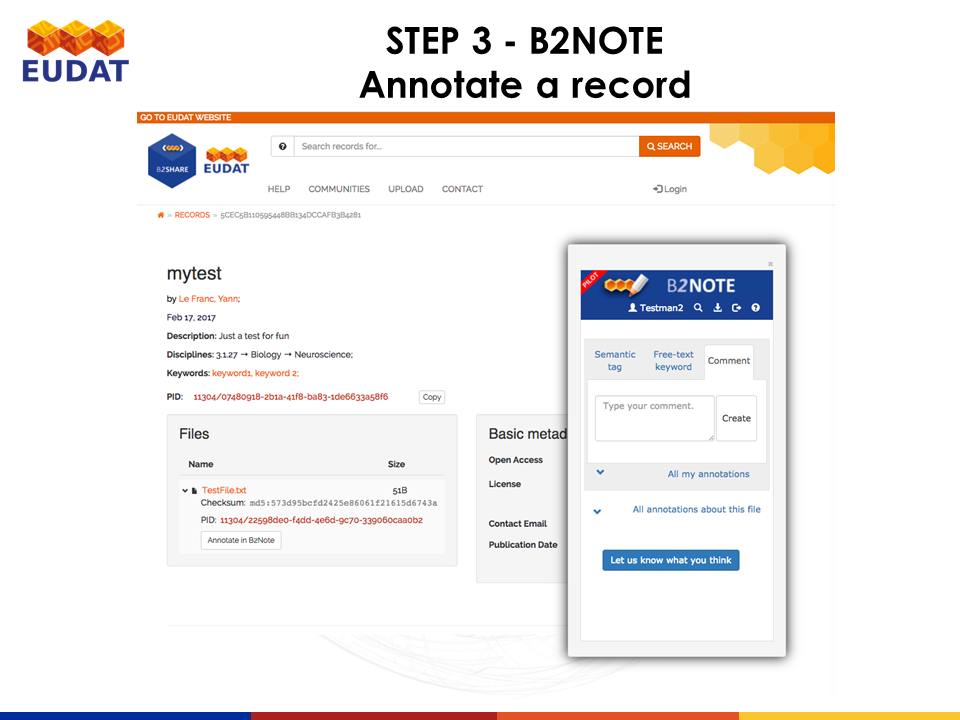 EUDAT
STEP 3 - B2NOTE
Annotate a record
GO TO EUDAT WEBSITE
B2SHARE
EUDAT
Search records for...
SEARCH
HELP COMMUNITIES UPLOAD CONTACT Login
» RECORDS » 5CEC5B110595448BB134DCCAFB3B4281
mytest
by Le Franc, Yann;
Feb 17, 2017
Description: Just a test for fun
Disciplines: 3.1.27 → Biology → Neuroscience;
Keywords: keyword1, keyword 2;
PID: 11304/07480918-2b1a-41f8-ba83-1de6633a58f6 Copy
Files
Name Size
TestFile.txt 51B
Checksum: md5:573d95bcfd2425e86061f21615d6743a
PID: 11304/22598de0-f4dd-4e6d-9c70-339060caa0b2
Annotate in B2Note
Basic metad
Open Access
License
Contact Email
Publication Date
×
PILOT
B2NOTE
Testman2
Semantic tag
Free-text keyword
Comment
Type your comment.
Create
All my annotations
All annotations about this file
Let us know what you think